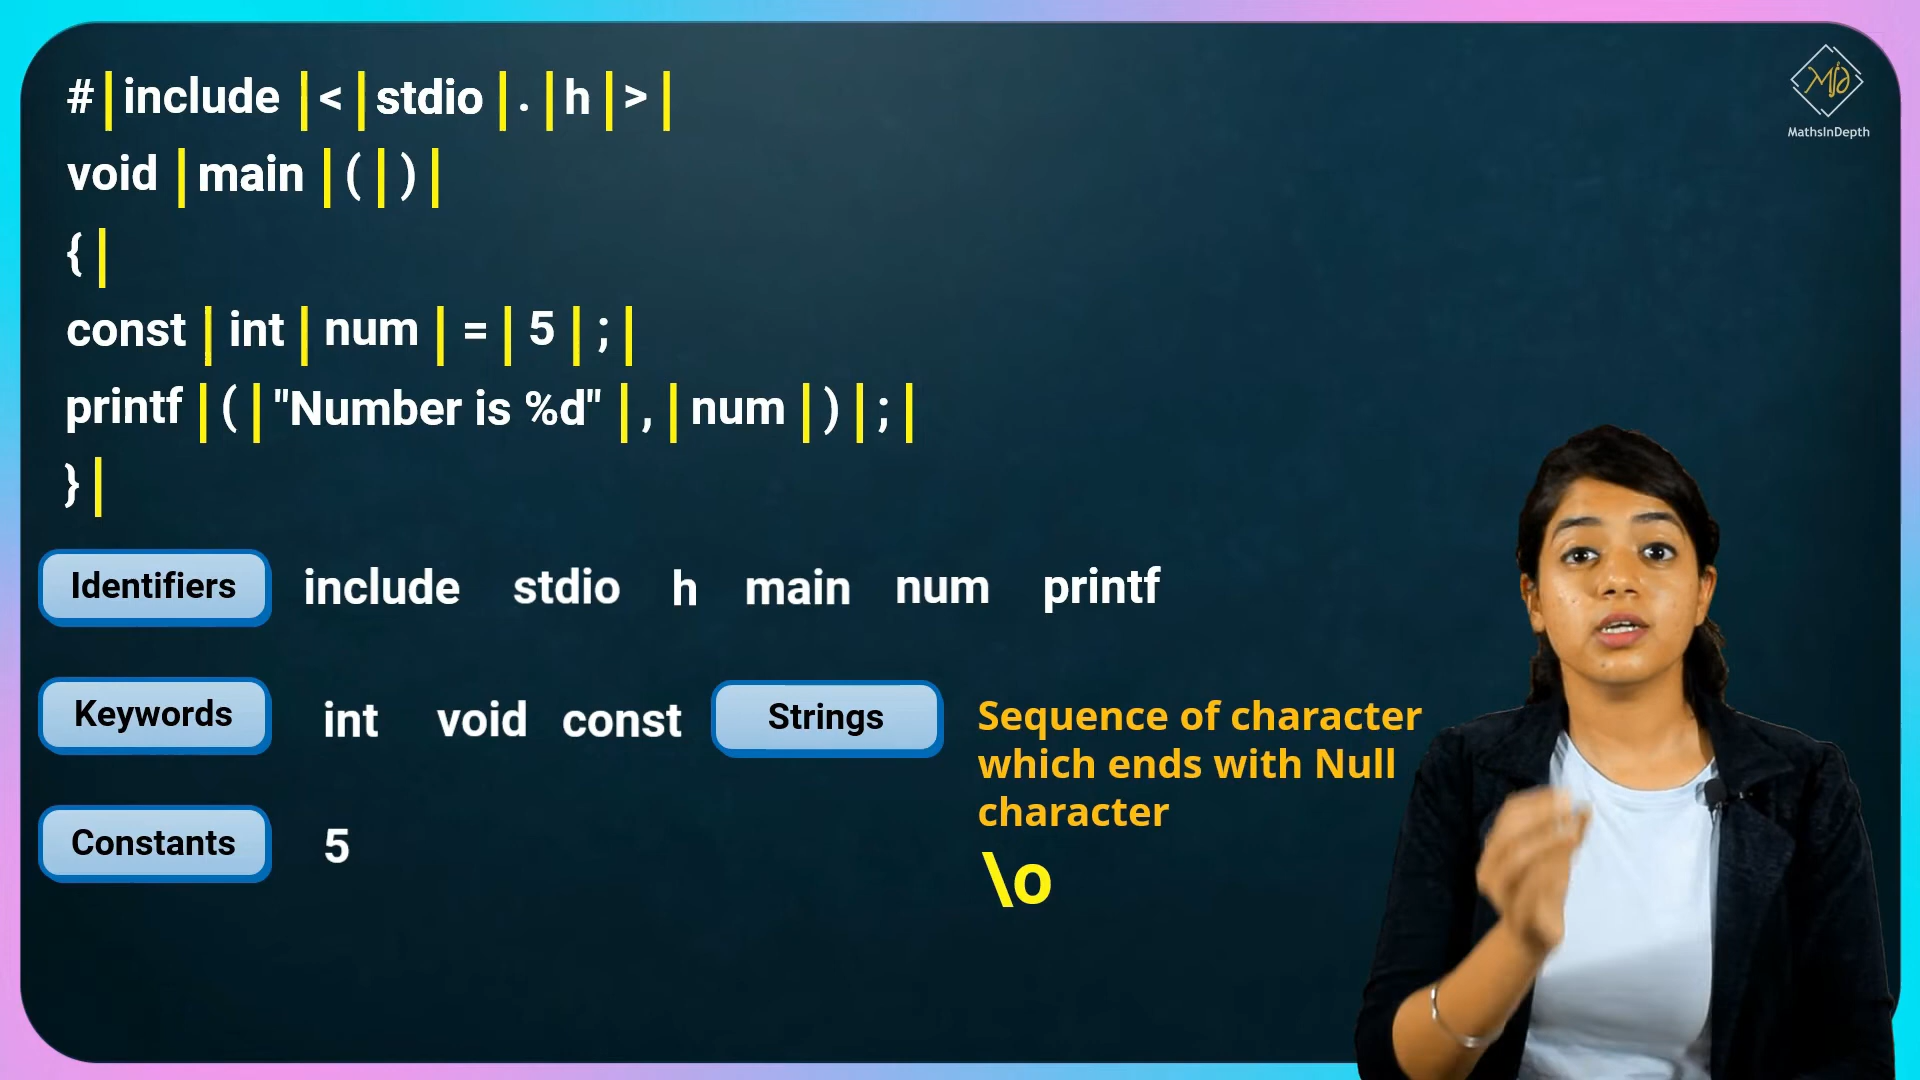 #|include |<|stdio |.|h|>|
MathsInDepth
void |main |(|)|
{|
const | int | num | = | 5 | ;|
printf |(|"Number is %d" |,|num |)|;|
}|
Identifiers include stdio h main num printf
Keywords int void const Strings Sequence of character
which ends with Null
character
Constants 5
\o